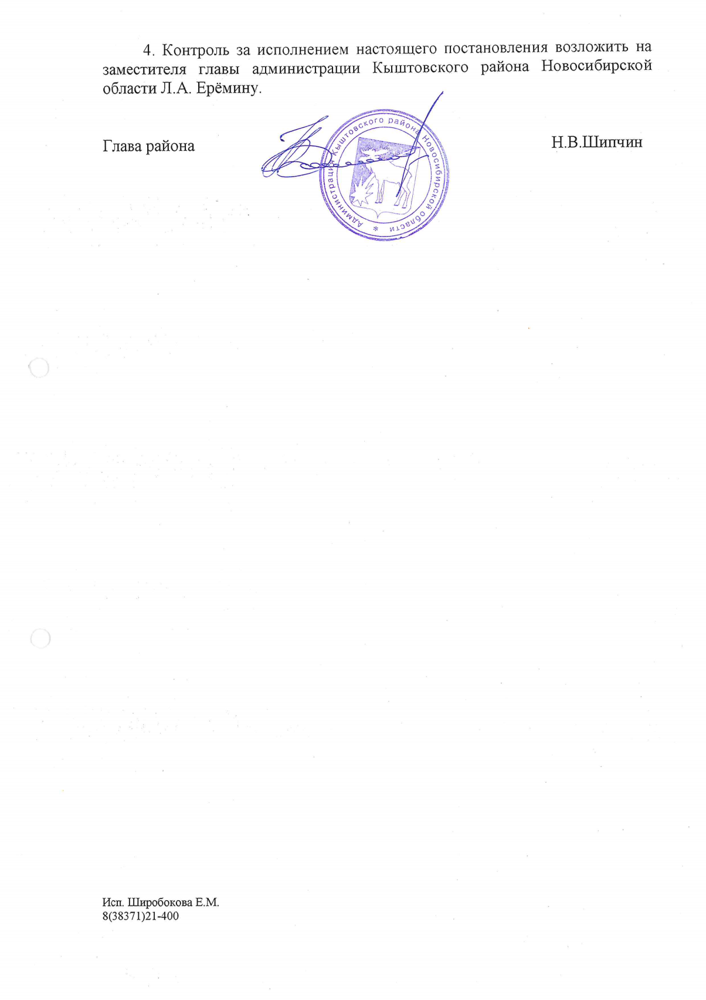 4. Контроль за исполнением настоящего постановления возложить на
заместителя главы администрации Кыштовского района Новосибирской
области Л.А. Ерёмину.
Глава района
Н.В.Шипчин
Администрация Кыштовского района Новосибирской области *
Исп. Широбокова Е.М.
8(38371)21-400